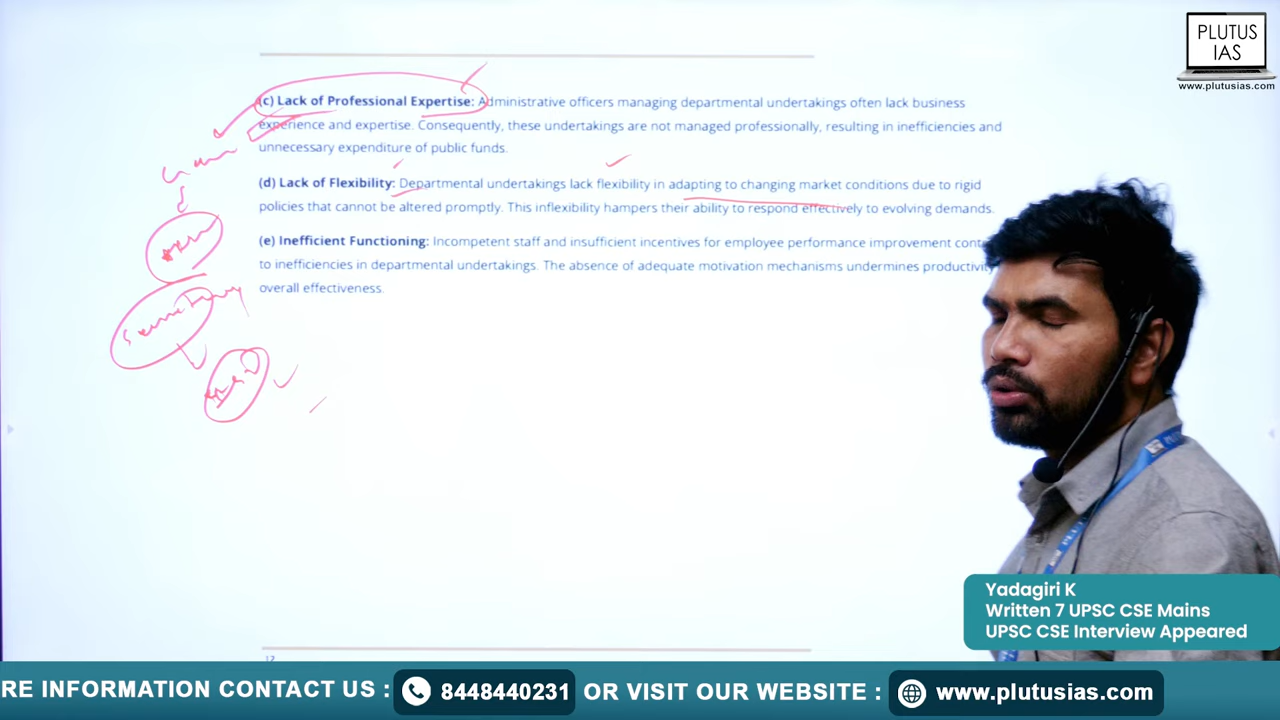 PLUTUS
IAS
www.plutusias.com
(c) Lack of Professional Expertise: Administrative officers managing departmental undertakings often lack business
experience and expertise. Consequently, these undertakings are not managed professionally, resulting in inefficiencies and
unnecessary expenditure of public funds.
(d) Lack of Flexibility: Departmental undertakings lack flexibility in adapting to changing market conditions due to rigid
policies that cannot be altered promptly. This inflexibility hampers their ability to respond effectively to evolving demands.
(e) Inefficient Functioning: Incompetent staff and insufficient incentives for employee performance improvement
to inefficiencies in departmental undertakings. The absence of adequate motivation mechanisms undermines
overall effectiveness.
Yadagiri K
Written 7 UPSC CSE Mains
UPSC CSE Interview Appeared
RE INFORMATION CONTACT US : 8448440231 OR VISIT OUR WEBSITE : www.plutusias.com